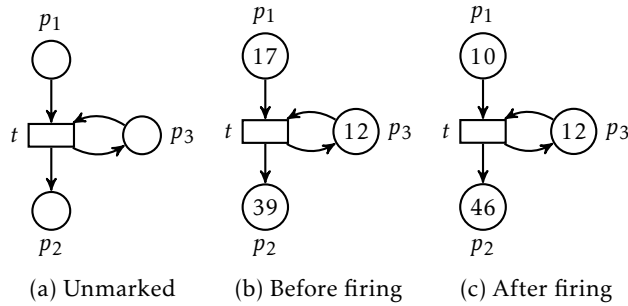 p1 p1 p1
17 10
t p3 t 12 p3 t 12 p3
39 46
p2 p2 p2
(a) Unmarked (b) Before firing (c) After firing